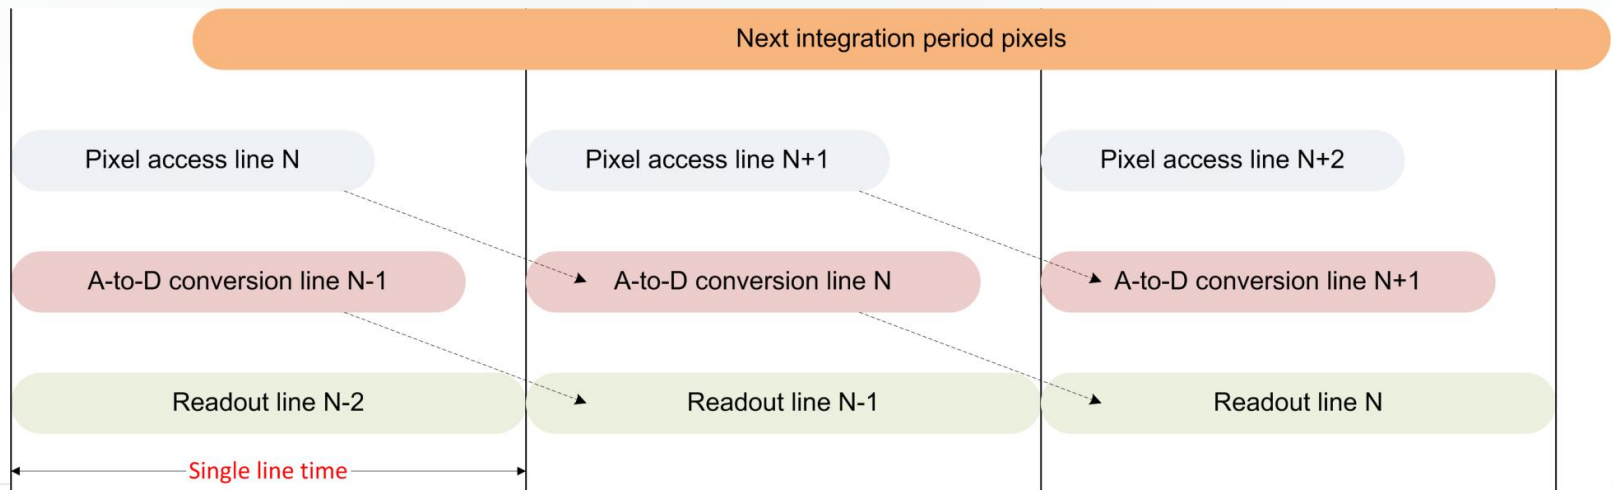 Next integration period pixels
Pixel access line N
Pixel access line N+1
Pixel access line N+2
A-to-D conversion line N-1
A-to-D conversion line N
A-to-D conversion line N+1
Readout line N-2
Readout line N-1
Readout line N
Single line time